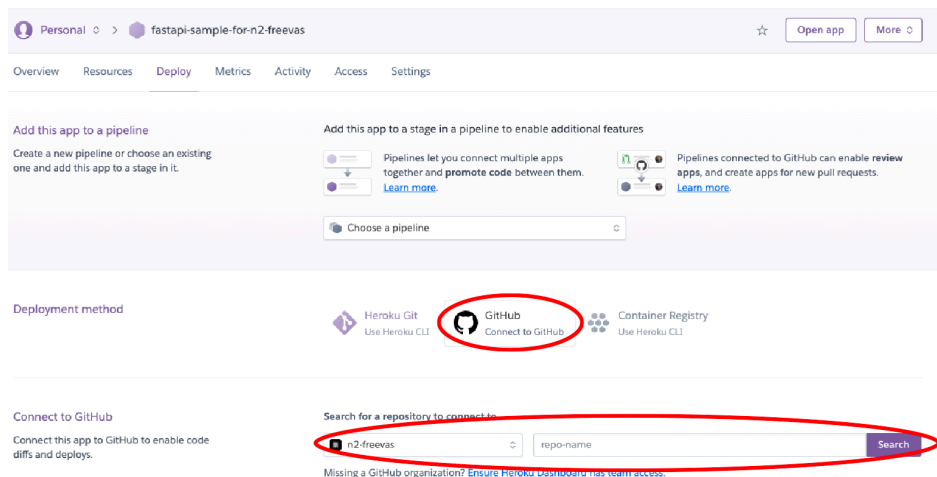 Personal > fastapi-sample-for-n2-freevas Open app More
Overview Resources Deploy Metrics Activity Access Settings
Add this app to a pipeline
Create a new pipeline or choose an existing
one and add this app to a stage in it.
Add this app to a stage in a pipeline to enable additional features
Pipelines let you connect multiple apps
together and promote code between them.
Learn more.
Pipelines connected to GitHub can enable review
apps, and create apps for new pull requests.
Learn more.
Choose a pipeline
Deployment method
Heroku Git
Use Heroku CLI
GitHub
Connect to GitHub
Container Registry
Use Heroku CLI
Connect to GitHub
Connect this app to GitHub to enable code
diffs and deploys.
Search for a repository to connect to
n2-freevas repo-name Search
Missing a GitHub organization? Ensure Heroku Dashboard has team access.